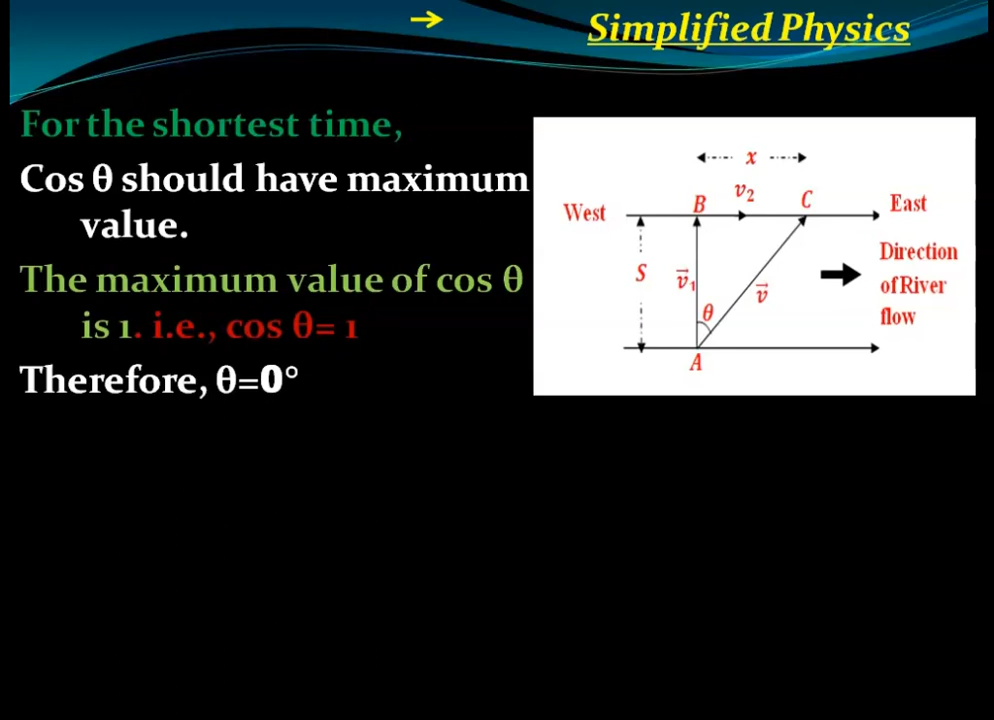 → Simplified Physics
For the shortest time,
Cos θ should have maximum
value.
The maximum value of cos θ
is 1. i.e., cos θ= 1
Therefore, θ=0°
x
v₂
West
B
C
East
S
v⃗₁
θ
v⃗
Direction
of River
flow
A